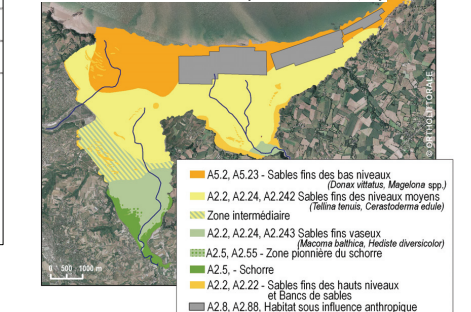 © ORTHOLITTORALE
A5.2, A5.23 - Sables fins des bas niveaux
(Donax vittatus, Magelona spp.)
A2.2, A2.24, A2.242 Sables fins des niveaux moyens
(Tellina tenuis, Cerastoderma edule)
Zone intermédiaire
A2.2, A2.24, A2.243 Sables fins vaseux
(Macoma balthica, Hediste diversicolor)
A2.5, A2.55 - Zone pionnière du schorre
A2.5, - Schorre
A2.2, A2.22 - Sables fins des hauts niveaux
et Bancs de sables
A2.8, A2.88, Habitat sous influence anthropique
0 500 1000 m